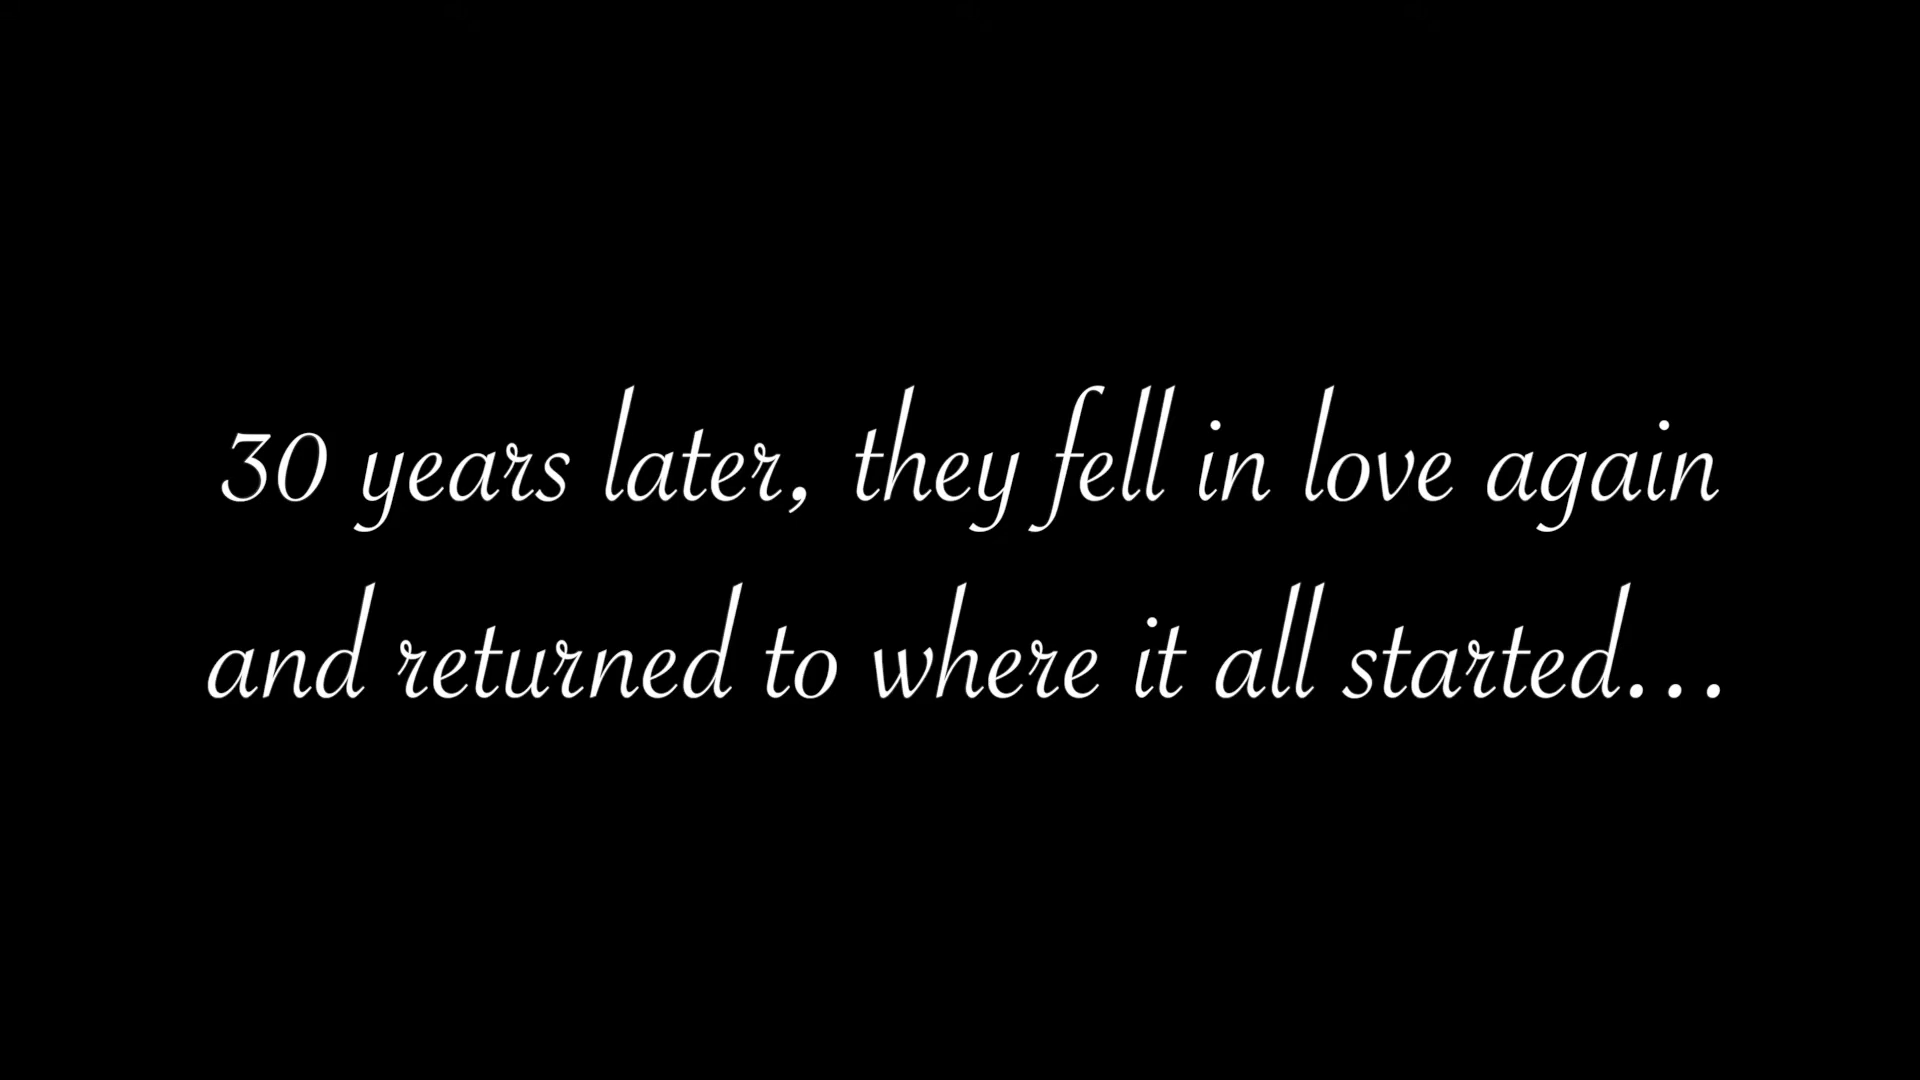 30 years later, they fell in love again
and returned to where it all started...